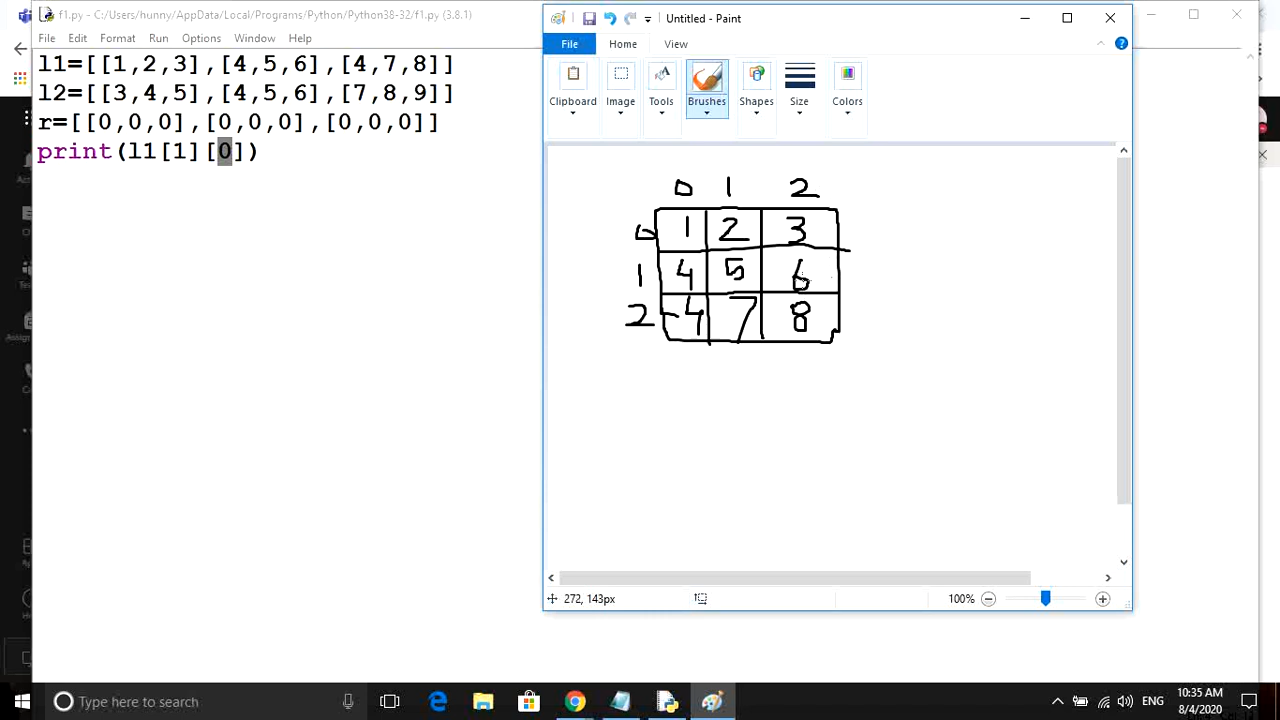 f1.py - C:/Users/hunny/AppData/Local/Programs/Python/Python38-32/f1.py (3.8.1)
File Edit Format Run Options Window Help
l1=[[1,2,3],[4,5,6],[4,7,8]]
l2=[[3,4,5],[4,5,6],[7,8,9]]
r=[[0,0,0],[0,0,0],[0,0,0]]
print(l1[1][0])
Untitled - Paint
File Home View
Clipboard Image Tools Brushes Shapes Size Colors
0 1 2
0 1 2 3
1 4 5 6
2 4 7 8
272, 143px
100%
Type here to search
ENG
10:35 AM
8/4/2020